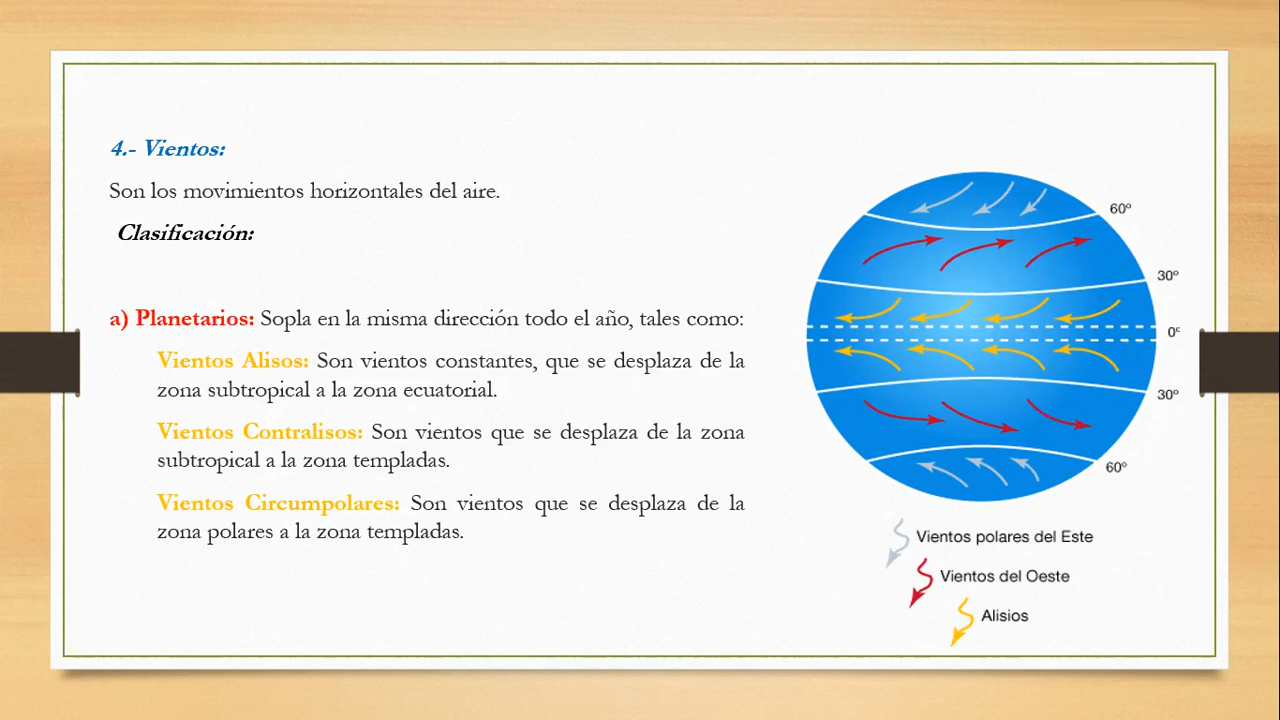 4.- Vientos:
Son los movimientos horizontales del aire.
Clasificación:
a) Planetarios: Sopla en la misma dirección todo el año, tales como:
Vientos Alisos: Son vientos constantes, que se desplaza de la
zona subtropical a la zona ecuatorial.
Vientos Contralisos: Son vientos que se desplaza de la zona
subtropical a la zona templadas.
Vientos Circumpolares: Son vientos que se desplaza de la
zona polares a la zona templadas.
60º
30º
0º
30º
60º
Vientos polares del Este
Vientos del Oeste
Alisios